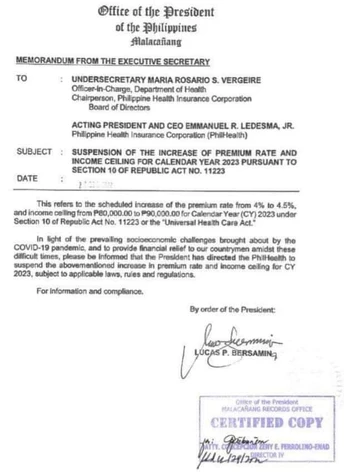 Office of the President
of the Philippines
Malacañang
MEMORANDUM FROM THE EXECUTIVE SECRETARY
TO : UNDERSECRETARY MARIA ROSARIO S. VERGEIRE
Officer-in-Charge, Department of Health
Chairperson, Philippine Health Insurance Corporation
Board of Directors
ACTING PRESIDENT AND CEO EMMANUEL R. LEDESMA, JR.
Philippine Health Insurance Corporation (PhilHealth)
SUBJECT : SUSPENSION OF THE INCREASE OF PREMIUM RATE AND
INCOME CEILING FOR CALENDAR YEAR 2023 PURSUANT TO
SECTION 10 OF REPUBLIC ACT NO. 11223
DATE :
This refers to the scheduled increase of the premium rate from 4% to 4.5%,
and income ceiling from ₱80,000.00 to ₱90,000.00 for Calendar Year (CY) 2023 under
Section 10 of Republic Act No. 11223 or the "Universal Health Care Act."
In light of the prevailing socioeconomic challenges brought about by the
COVID-19 pandemic, and to provide financial relief to our countrymen amidst these
difficult times, please be informed that the President has directed the PhilHealth to
suspend the abovementioned increase in premium rate and income ceiling for CY
2023, subject to applicable laws, rules and regulations.
For information and compliance.
By order of the President:
LUCAS P. BERSAMIN
Office of the President
MALACAÑANG RECORDS OFFICE
CERTIFIED COPY
ATTY. CONCEPCION ZENY E. FERROLINO-ENAD
DIRECTOR IV